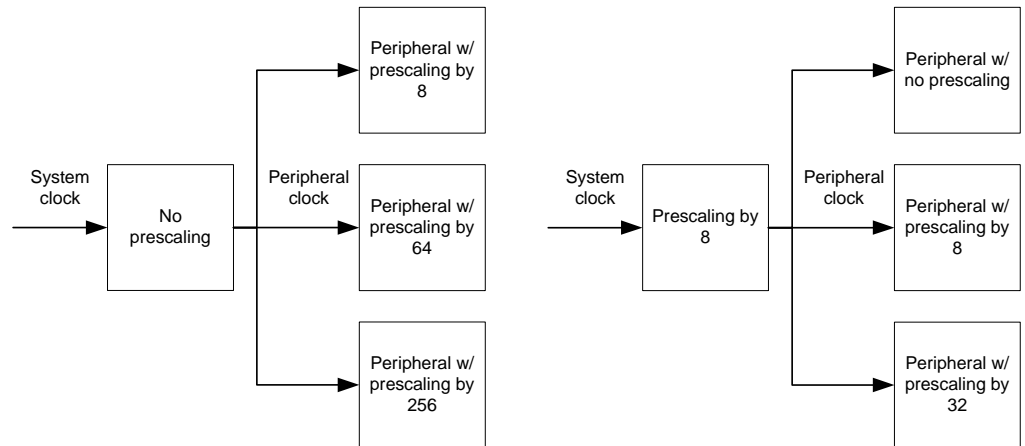 Peripheral w/
prescaling by
8
System
clock
No
prescaling
Peripheral
clock
Peripheral w/
prescaling by
64
Peripheral w/
prescaling by
256
Peripheral w/
no prescaling
System
clock
Prescaling by
8
Peripheral
clock
Peripheral w/
prescaling by
8
Peripheral w/
prescaling by
32